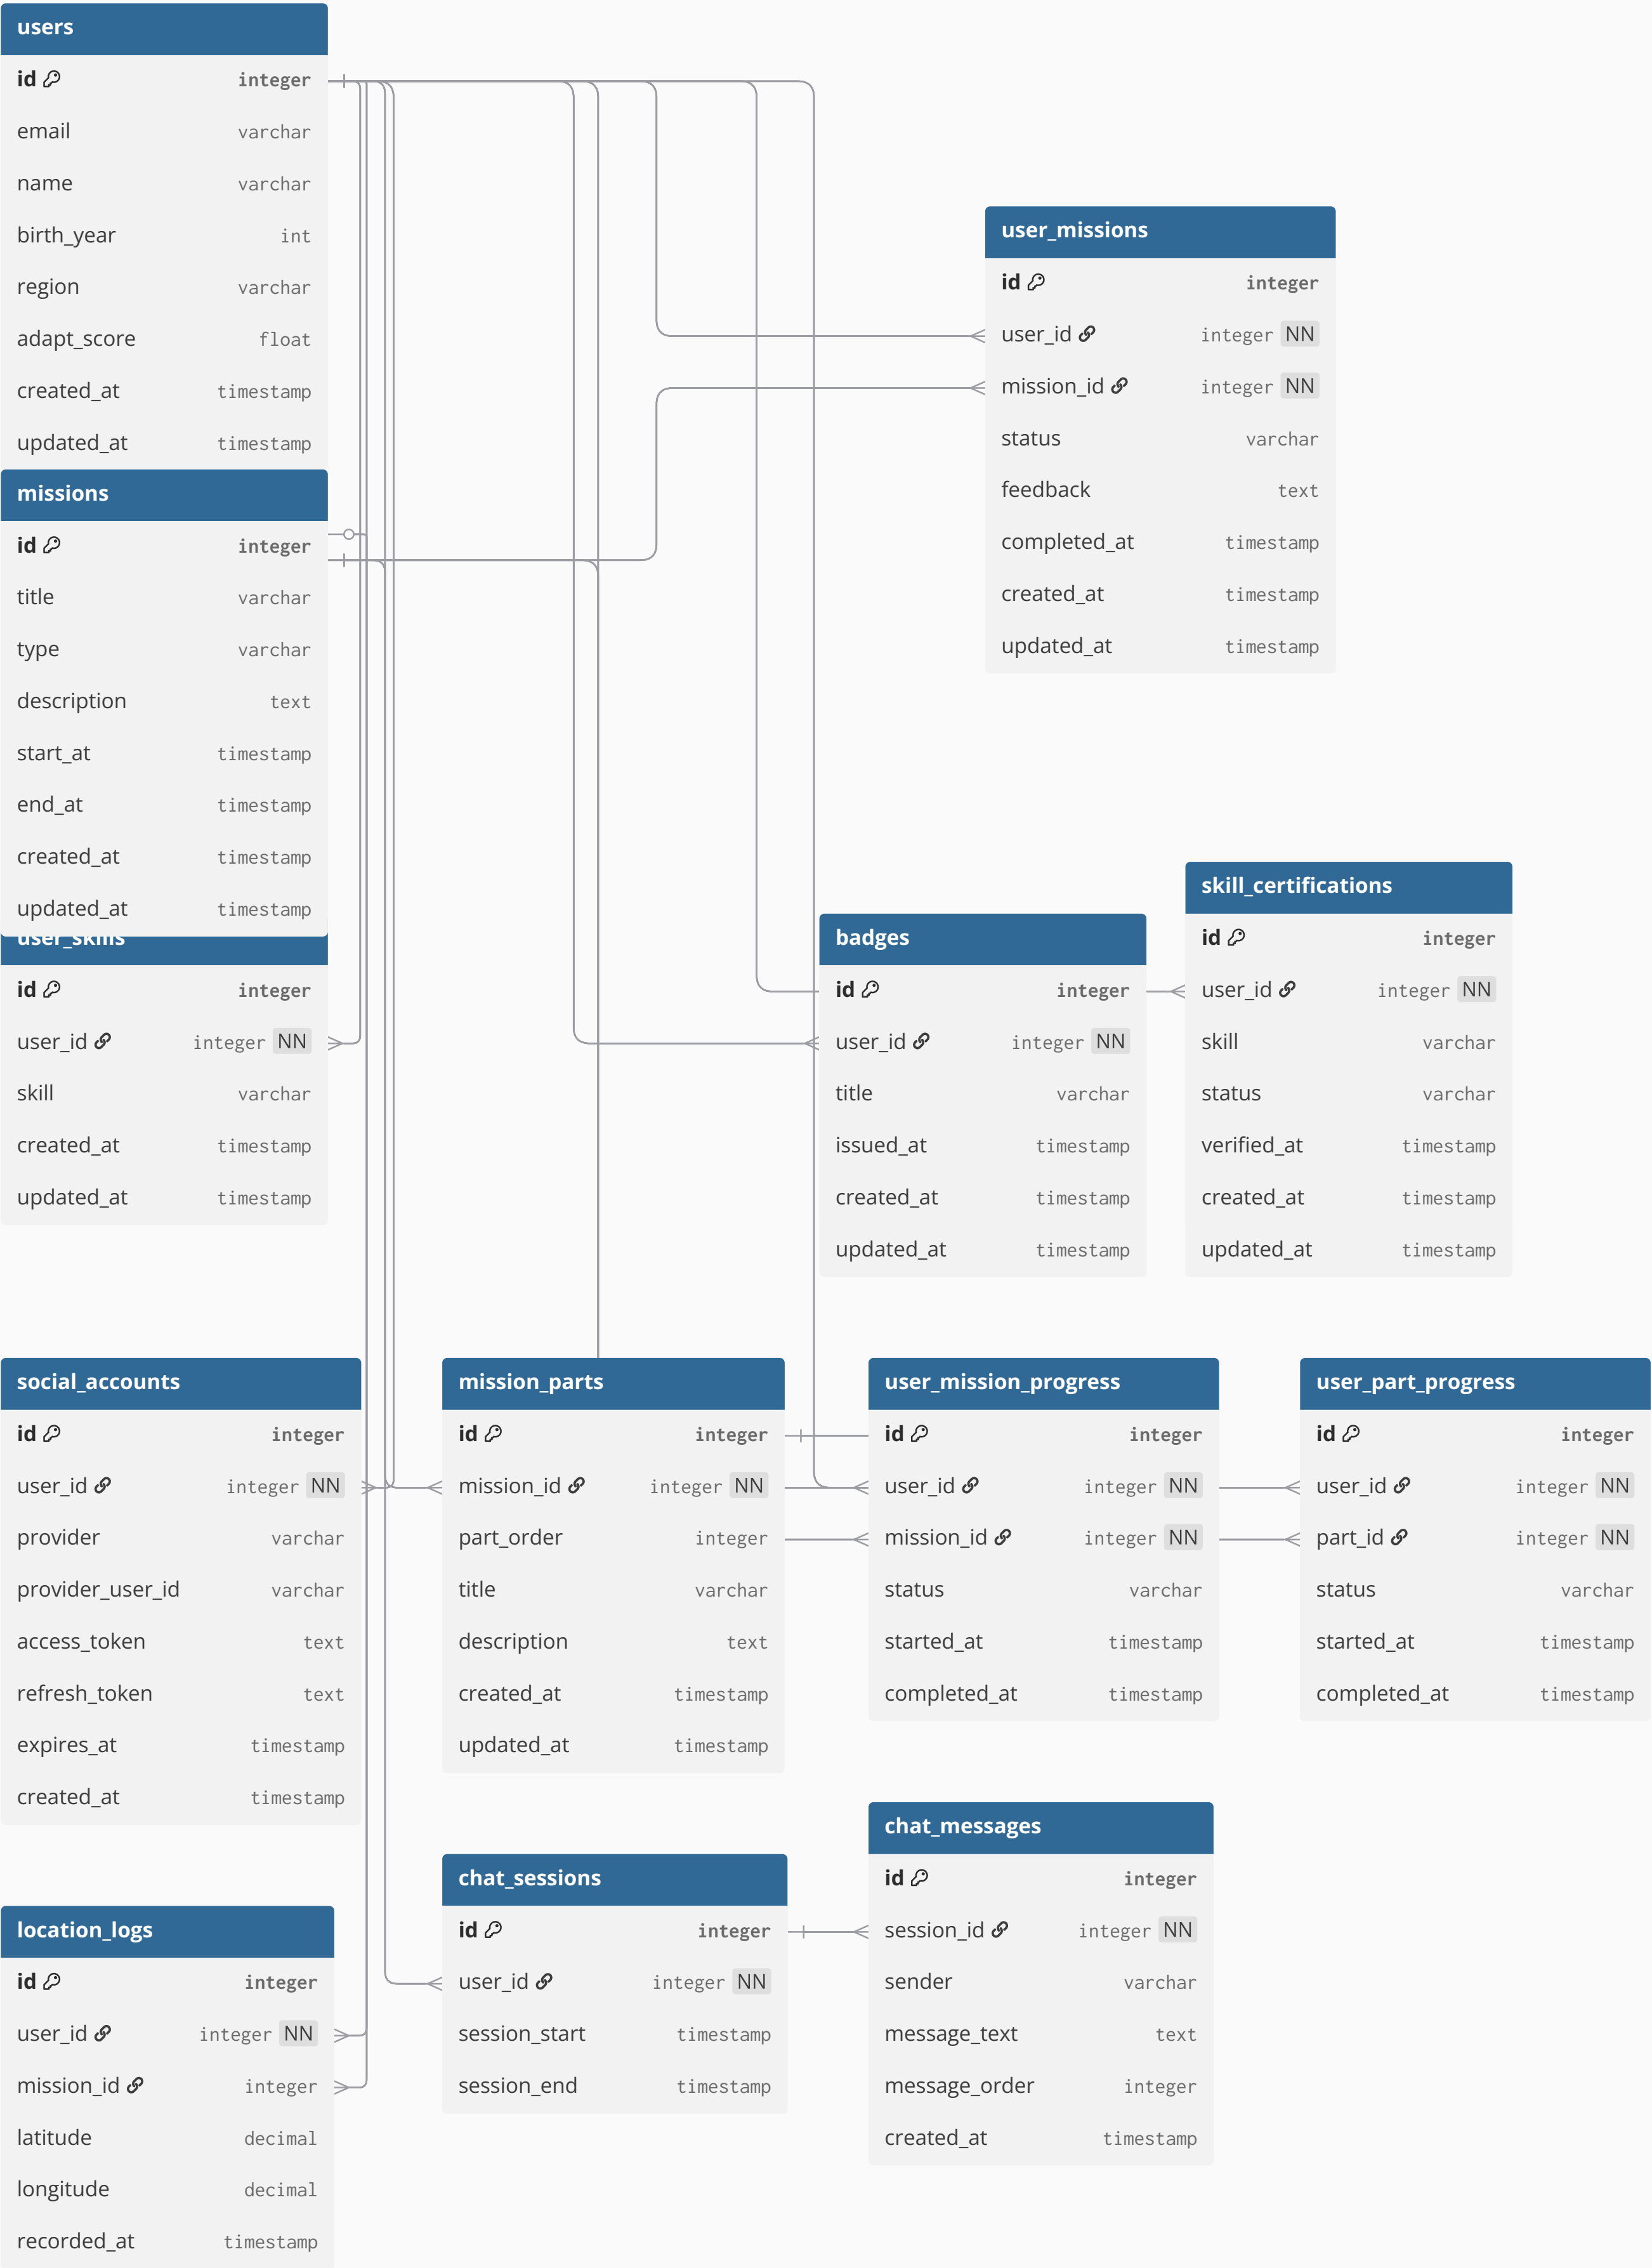 users
id integer
email varchar
name varchar
birth_year int
region varchar
adapt_score float
created_at timestamp
updated_at timestamp
missions
id integer
title varchar
type varchar
description text
start_at timestamp
end_at timestamp
created_at timestamp
updated_at timestamp
user_skills
id integer
user_id integer NN
skill varchar
created_at timestamp
updated_at timestamp
user_missions
id integer
user_id integer NN
mission_id integer NN
status varchar
feedback text
completed_at timestamp
created_at timestamp
updated_at timestamp
badges
id integer
user_id integer NN
title varchar
issued_at timestamp
created_at timestamp
updated_at timestamp
skill_certifications
id integer
user_id integer NN
skill varchar
status varchar
verified_at timestamp
created_at timestamp
updated_at timestamp
social_accounts
id integer
user_id integer NN
provider varchar
provider_user_id varchar
access_token text
refresh_token text
expires_at timestamp
created_at timestamp
mission_parts
id integer
mission_id integer NN
part_order integer
title varchar
description text
created_at timestamp
updated_at timestamp
user_mission_progress
id integer
user_id integer NN
mission_id integer NN
status varchar
started_at timestamp
completed_at timestamp
user_part_progress
id integer
user_id integer NN
part_id integer NN
status varchar
started_at timestamp
completed_at timestamp
location_logs
id integer
user_id integer NN
mission_id integer
latitude decimal
longitude decimal
recorded_at timestamp
chat_sessions
id integer
user_id integer NN
session_start timestamp
session_end timestamp
chat_messages
id integer
session_id integer NN
sender varchar
message_text text
message_order integer
created_at timestamp